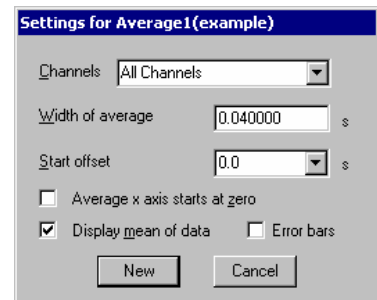 Settings for Average1(example)
Channels All Channels
Width of average 0.040000 s
Start offset 0.0 s
Average x axis starts at zero
Display mean of data Error bars
New Cancel